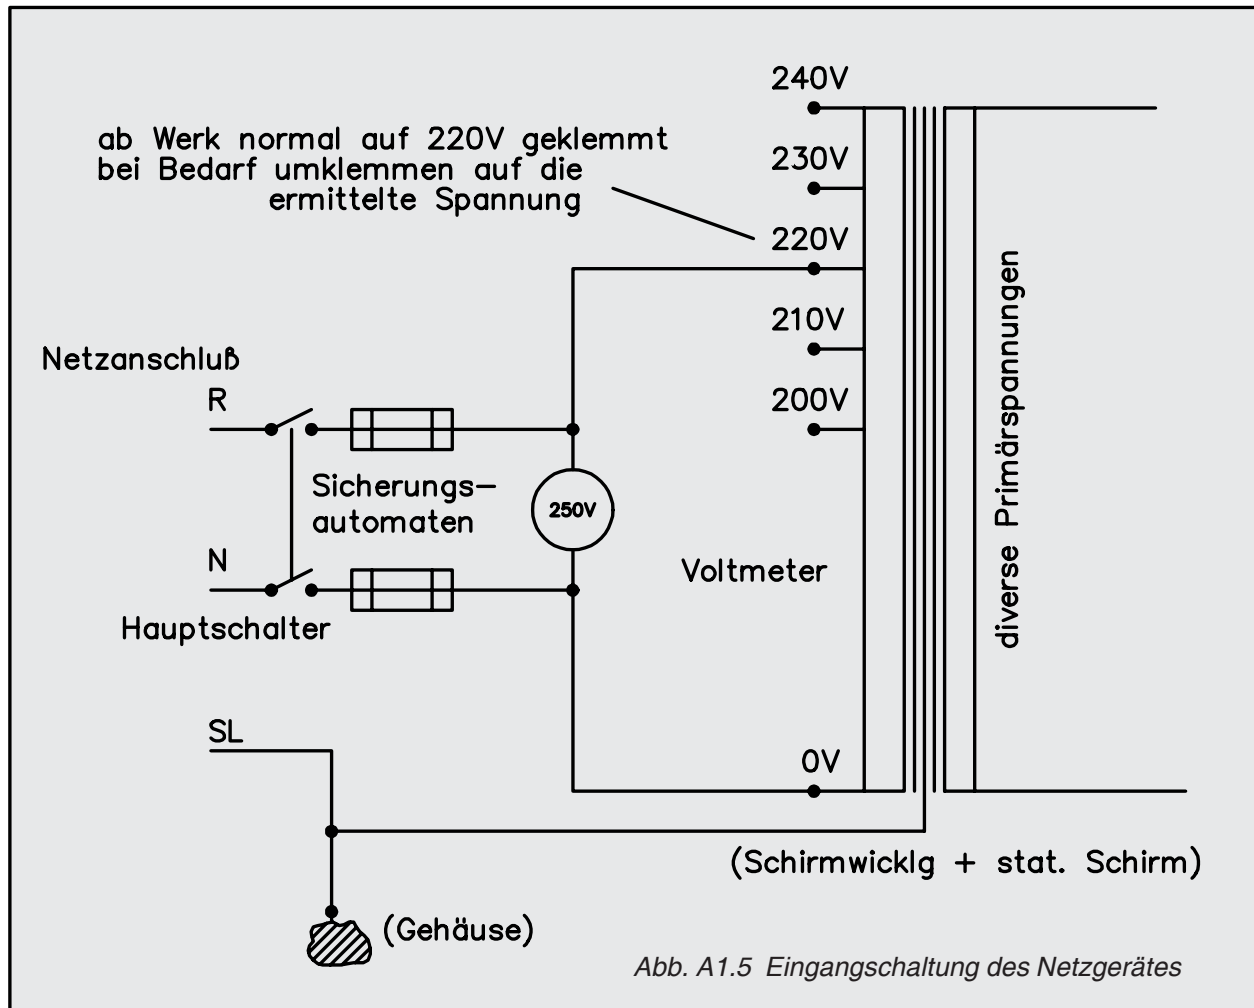 240V
ab Werk normal auf 220V geklemmt
bei Bedarf umklemmen auf die
ermittelte Spannung
230V
220V
210V
200V
Netzanschluß
R
Sicherungs-
automaten
250V
N
Voltmeter
Hauptschalter
diverse Primärspannungen
SL
0V
(Schirmwicklg + stat. Schirm)
(Gehäuse)
Abb. A1.5 Eingangschaltung des Netzgerätes